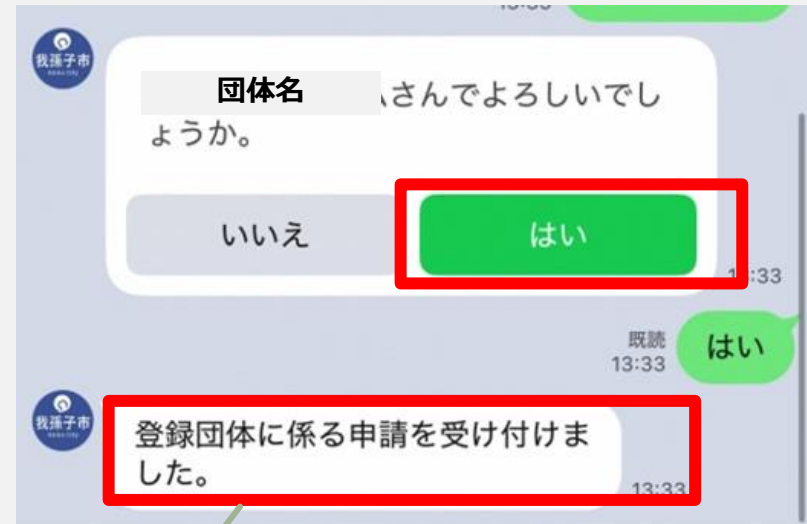 13:33
我孫子市
団体名 さんでよろしいでし
ょうか。
いいえ
はい
13:33
既読
13:33
はい
我孫子市
登録団体に係る申請を受け付けま
した。
13:33